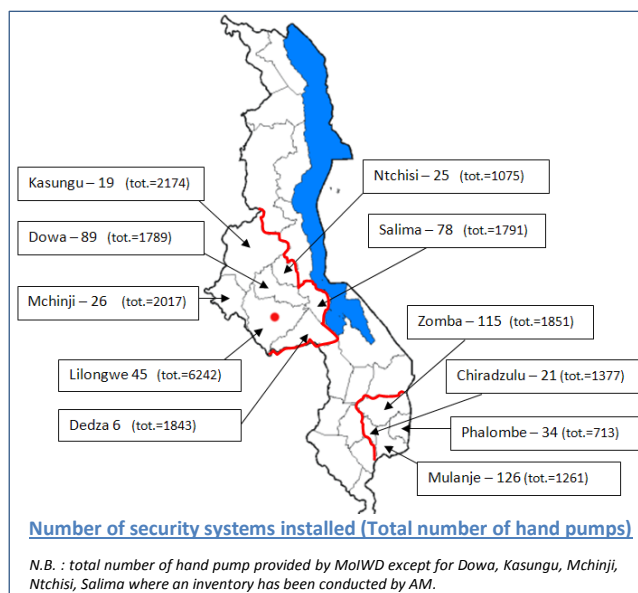 Kasungu – 19 (tot.=2174)
Ntchisi – 25 (tot.=1075)
Dowa – 89 (tot.=1789)
Salima – 78 (tot.=1791)
Mchinji – 26 (tot.=2017)
Zomba – 115 (tot.=1851)
Lilongwe 45 (tot.=6242)
Chiradzulu – 21 (tot.=1377)
Dedza 6 (tot.=1843)
Phalombe – 34 (tot.=713)
Mulanje – 126 (tot.=1261)
Number of security systems installed (Total number of hand pumps)
N.B. : total number of hand pump provided by MoIWD except for Dowa, Kasungu, Mchinji,
Ntchisi, Salima where an inventory has been conducted by AM.